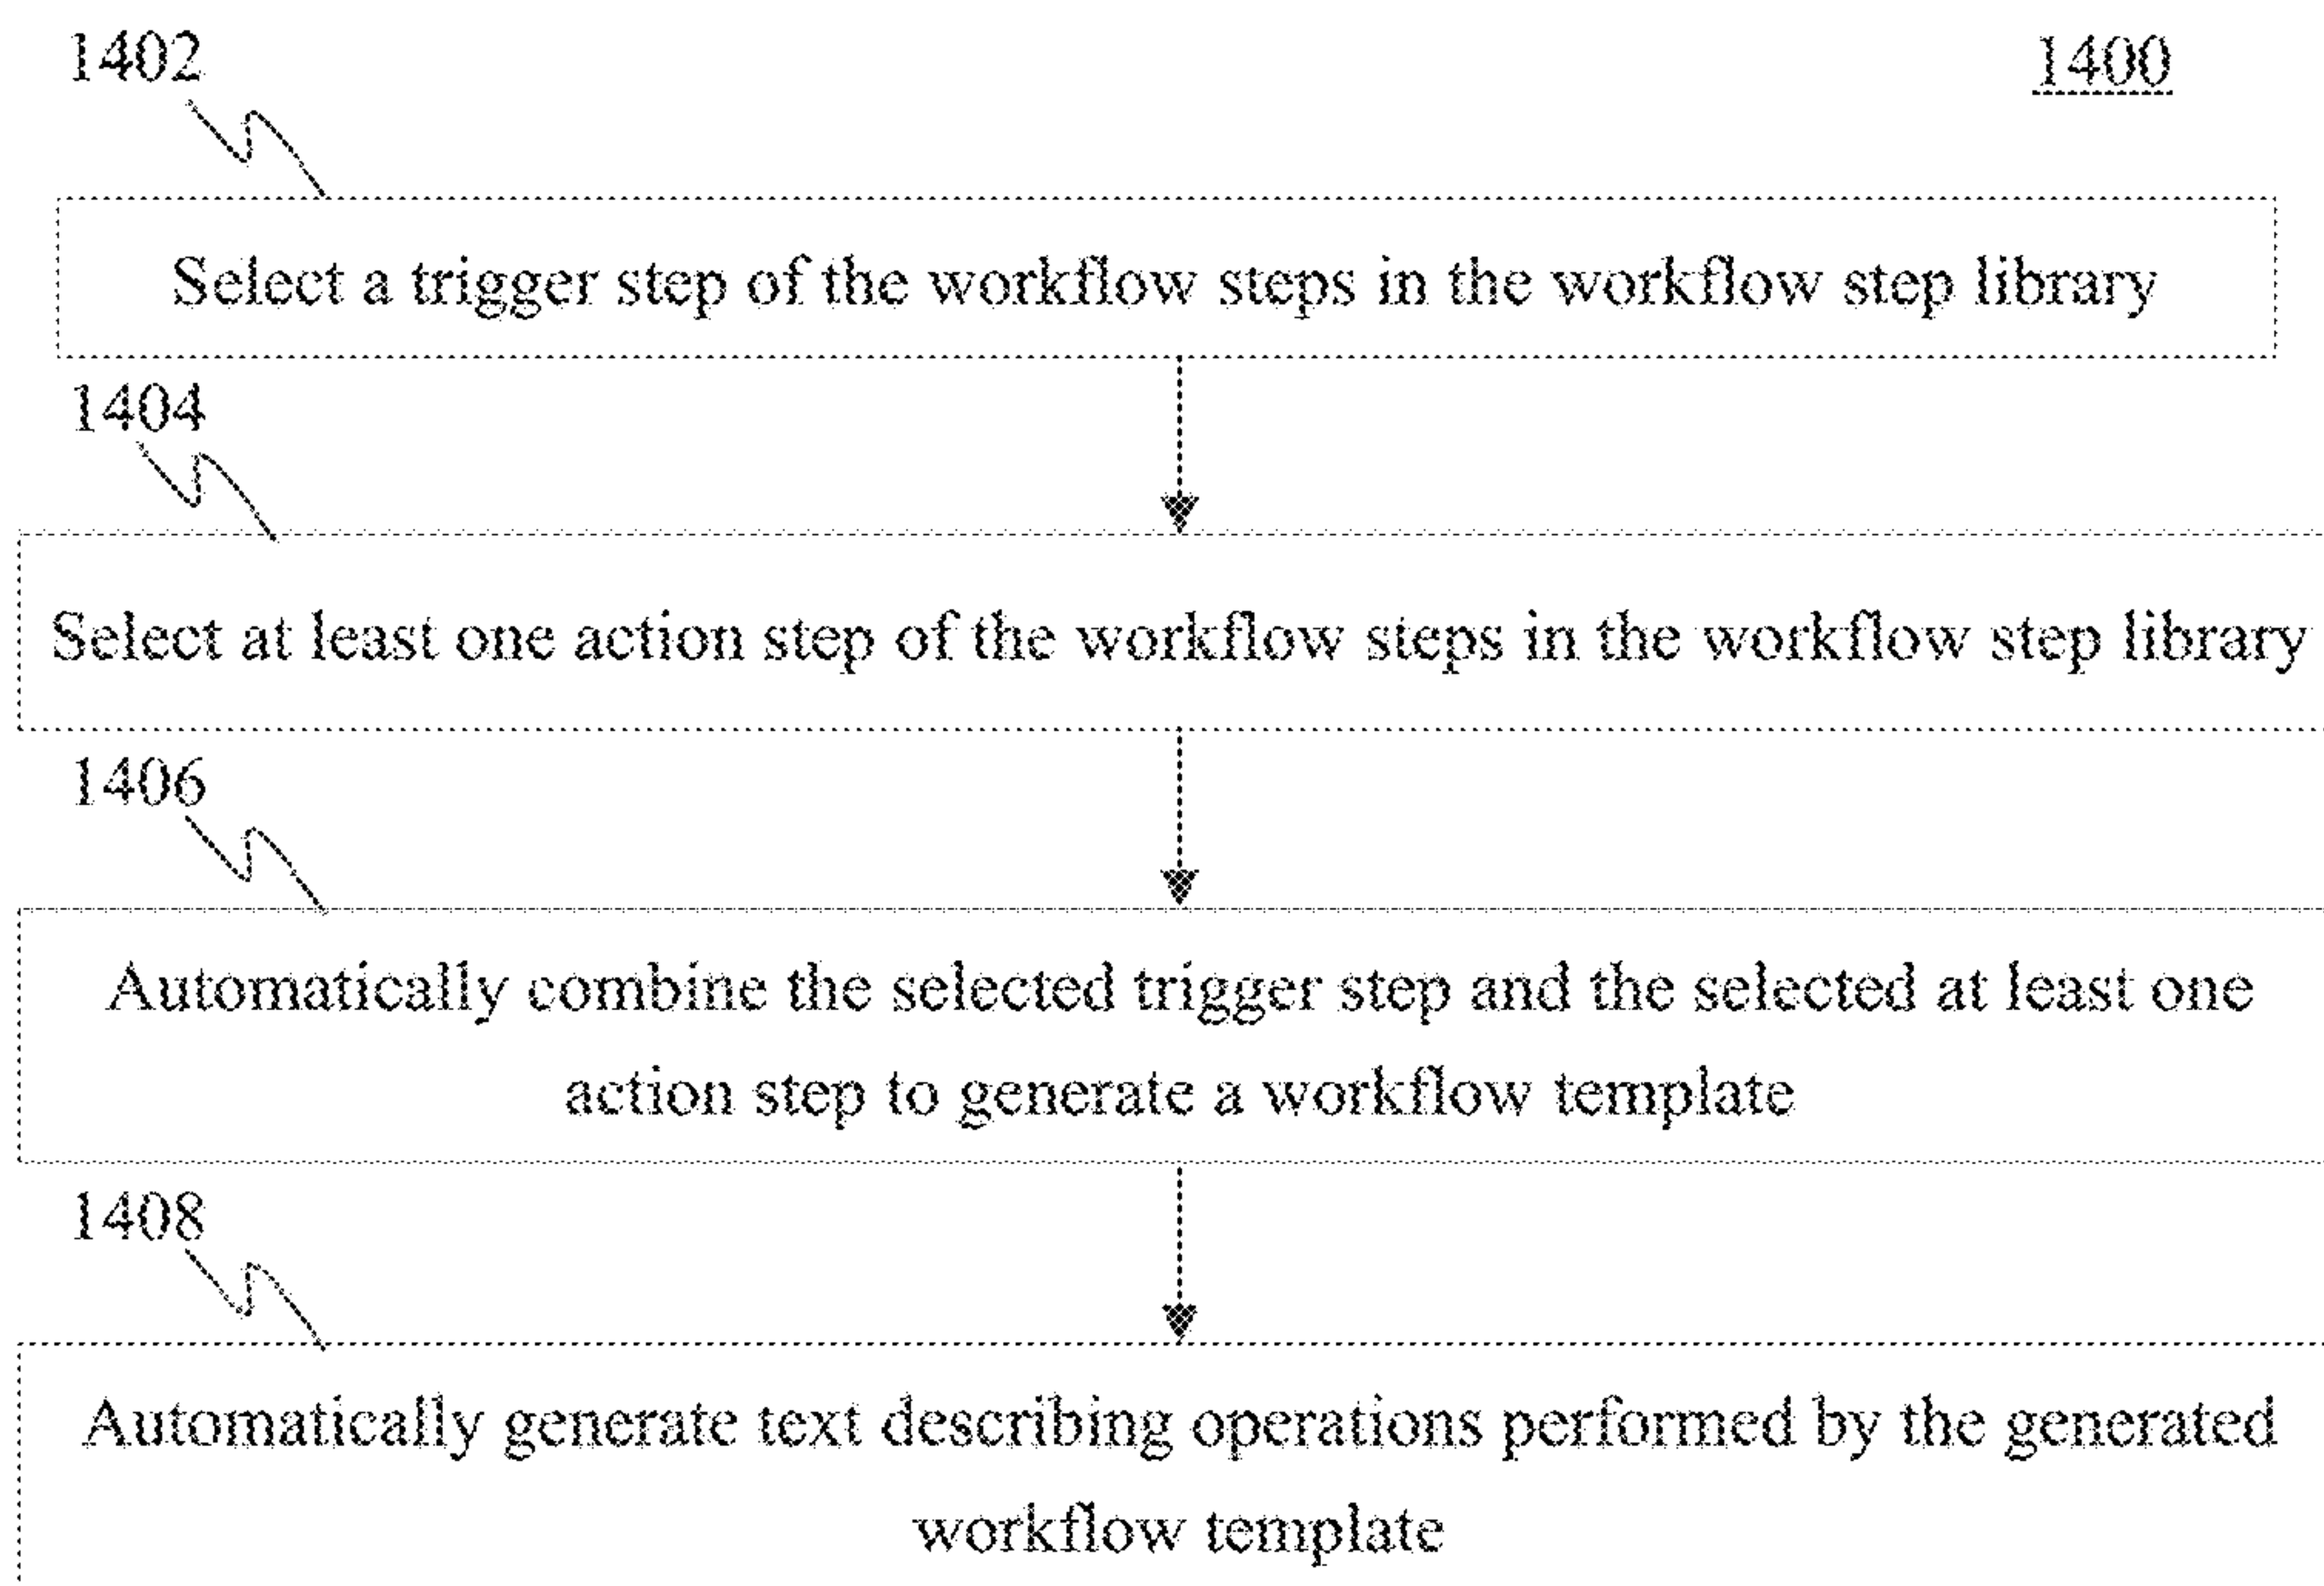 1402
1400
Select a trigger step of the workflow steps in the workflow step library
1404
Select at least one action step of the workflow steps in the workflow step library
1406
Automatically combine the selected trigger step and the selected at least one
action step to generate a workflow template
1408
Automatically generate text describing operations performed by the generated
workflow template